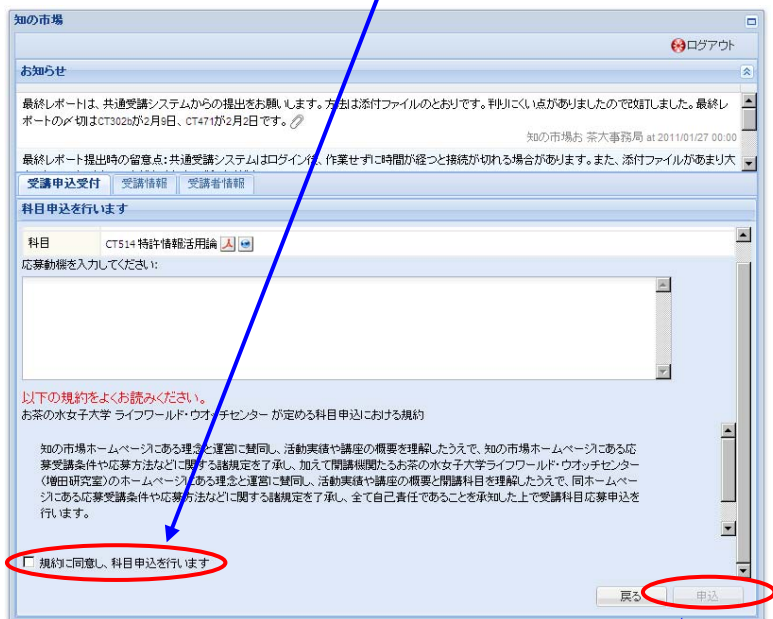 知の市場
ログアウト
お知らせ
最終レポートは、共通受講システムからの提出をお願いします。方法は添付ファイルのとおりです。判りにくい点がありましたので改訂しました。最終レ
ポートの〆切はCT302bが2月9日、CT471が2月2日です。
知の市場お 茶大事務局 at 2011/01/27 00:00
最終レポート提出時の留意点：共通受講システムはログイン後、作業せずに時間が経つと接続が切れる場合があります。また、添付ファイルがあまり大
受講申込受付 受講情報 受講者情報
科目申込を行います
科目 CT514 特許情報活用論
応募動機を入力してください:
以下の規約をよくお読みください。
お茶の水女子大学 ライフワールド・ウオッチセンター が定める科目申込における規約
知の市場ホームページにある理念と運営に賛同し、活動実績や講座の概要を理解したうえで、知の市場ホームページにある応
募受講条件や応募方法などに関する諸規定を了承し、加えて開講機関たるお茶の水女子大学ライフワールド・ウオッチセンター
（増田研究室）のホームページにある理念と運営に賛同し、活動実績や講座の概要と開講科目を理解したうえで、同ホームペー
ジにある応募受講条件や応募方法などに関する諸規定を了承し、全て自己責任であることを承知した上で受講科目応募申込を
行います。
規約に同意し、科目申込を行います
戻る 申込